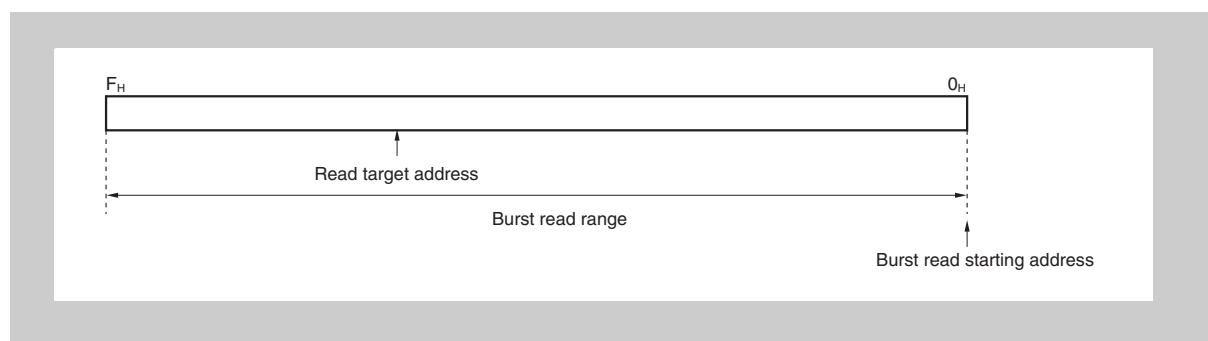 FH 0H
Read target address
Burst read range
Burst read starting address